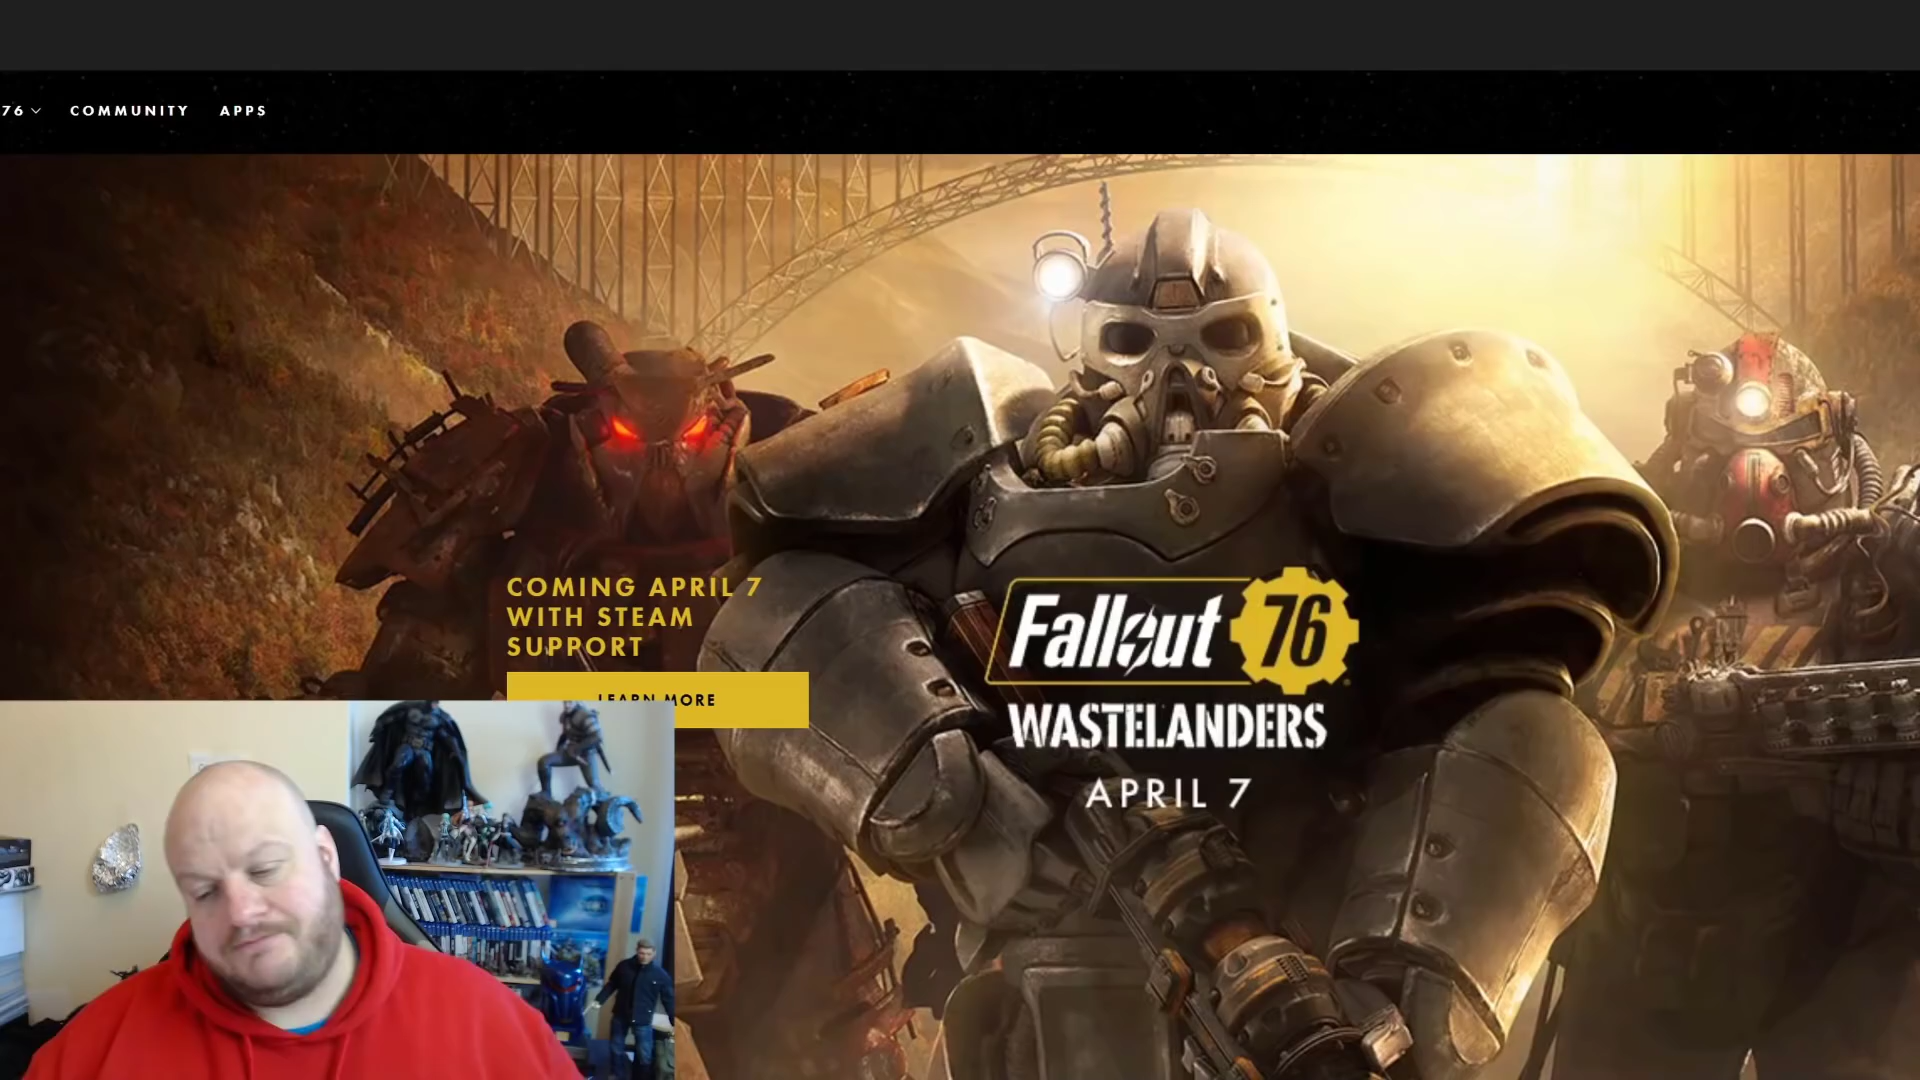 76
COMMUNITY
APPS
COMING APRIL 7
WITH STEAM
SUPPORT
LEARN MORE
Fallout 76
WASTELANDERS
APRIL 7